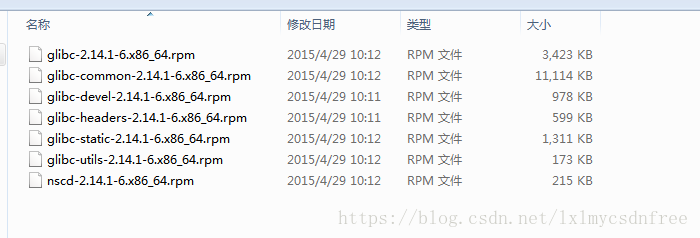 名称 修改日期 类型 大小
glibc-2.14.1-6.x86_64.rpm 2015/4/29 10:12 RPM 文件 3,423 KB
glibc-common-2.14.1-6.x86_64.rpm 2015/4/29 10:12 RPM 文件 11,114 KB
glibc-devel-2.14.1-6.x86_64.rpm 2015/4/29 10:11 RPM 文件 978 KB
glibc-headers-2.14.1-6.x86_64.rpm 2015/4/29 10:11 RPM 文件 599 KB
glibc-static-2.14.1-6.x86_64.rpm 2015/4/29 10:12 RPM 文件 1,311 KB
glibc-utils-2.14.1-6.x86_64.rpm 2015/4/29 10:12 RPM 文件 173 KB
nscd-2.14.1-6.x86_64.rpm 2015/4/29 10:12 RPM 文件 215 KB
https://blog.csdn.net/lxlmycsdnfree